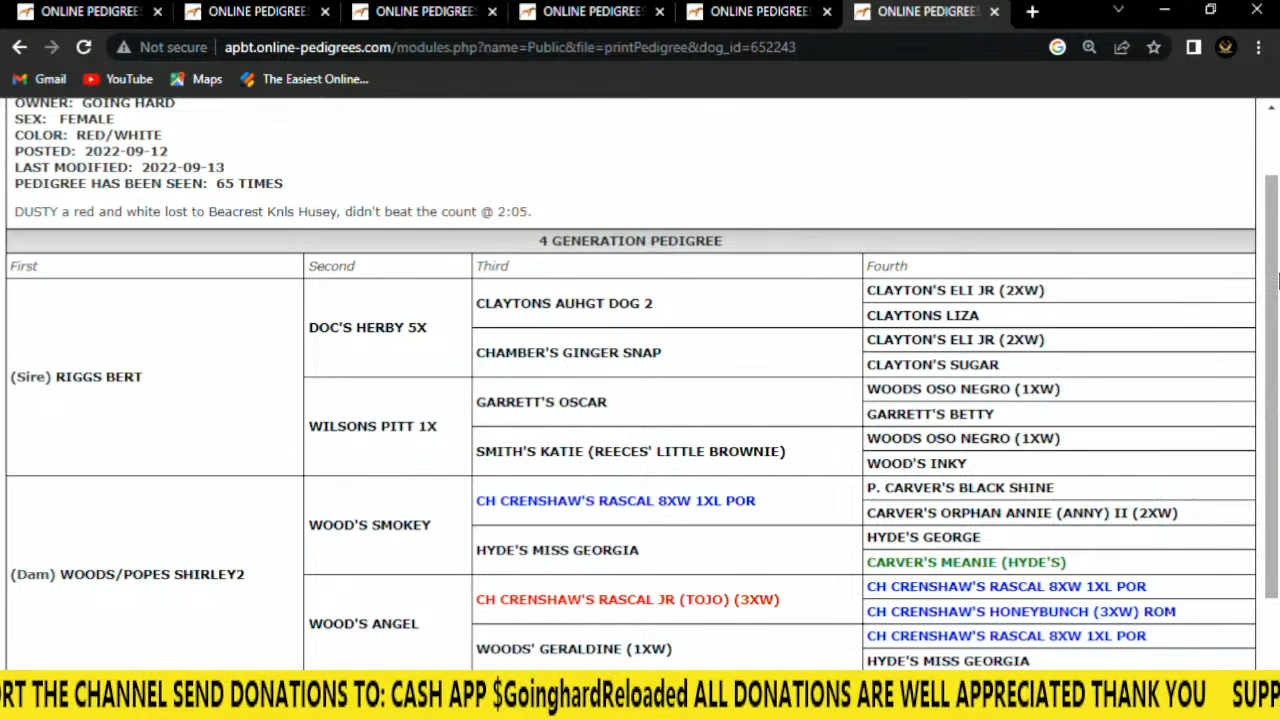 ONLINE PEDIGREES ONLINE PEDIGREES ONLINE PEDIGREES ONLINE PEDIGREES ONLINE PEDIGREES ONLINE PEDIGREES
Not secure apbt.online-pedigrees.com/modules.php?name=Public&file=printPedigree&dog_id=652243
Gmail YouTube Maps The Easiest Online...
OWNER: GOING HARD
SEX: FEMALE
COLOR: RED/WHITE
POSTED: 2022-09-12
LAST MODIFIED: 2022-09-13
PEDIGREE HAS BEEN SEEN: 65 TIMES
DUSTY a red and white lost to Beacrest Knls Husey, didn't beat the count @ 2:05.
4 GENERATION PEDIGREE
First Second Third Fourth
(Sire) RIGGS BERT
DOC'S HERBY 5X
CLAYTONS AUHGT DOG 2
CLAYTON'S ELI JR (2XW)
CLAYTONS LIZA
CHAMBER'S GINGER SNAP
CLAYTON'S ELI JR (2XW)
CLAYTON'S SUGAR
WILSONS PITT 1X
GARRETT'S OSCAR
WOODS OSO NEGRO (1XW)
GARRETT'S BETTY
SMITH'S KATIE (REECES' LITTLE BROWNIE)
WOODS OSO NEGRO (1XW)
WOOD'S INKY
(Dam) WOODS/POPES SHIRLEY2
WOOD'S SMOKEY
CH CRENSHAW'S RASCAL 8XW 1XL POR
P. CARVER'S BLACK SHINE
CARVER'S ORPHAN ANNIE (ANNY) II (2XW)
HYDE'S MISS GEORGIA
HYDE'S GEORGE
CARVER'S MEANIE (HYDE'S)
WOOD'S ANGEL
CH CRENSHAW'S RASCAL JR (TOJO) (3XW)
CH CRENSHAW'S RASCAL 8XW 1XL POR
CH CRENSHAW'S HONEYBUNCH (3XW) ROM
WOODS' GERALDINE (1XW)
CH CRENSHAW'S RASCAL 8XW 1XL POR
HYDE'S MISS GEORGIA
ORT THE CHANNEL SEND DONATIONS TO: CASH APP $GoinghardReloaded ALL DONATIONS ARE WELL APPRECIATED THANK YOU SUPP